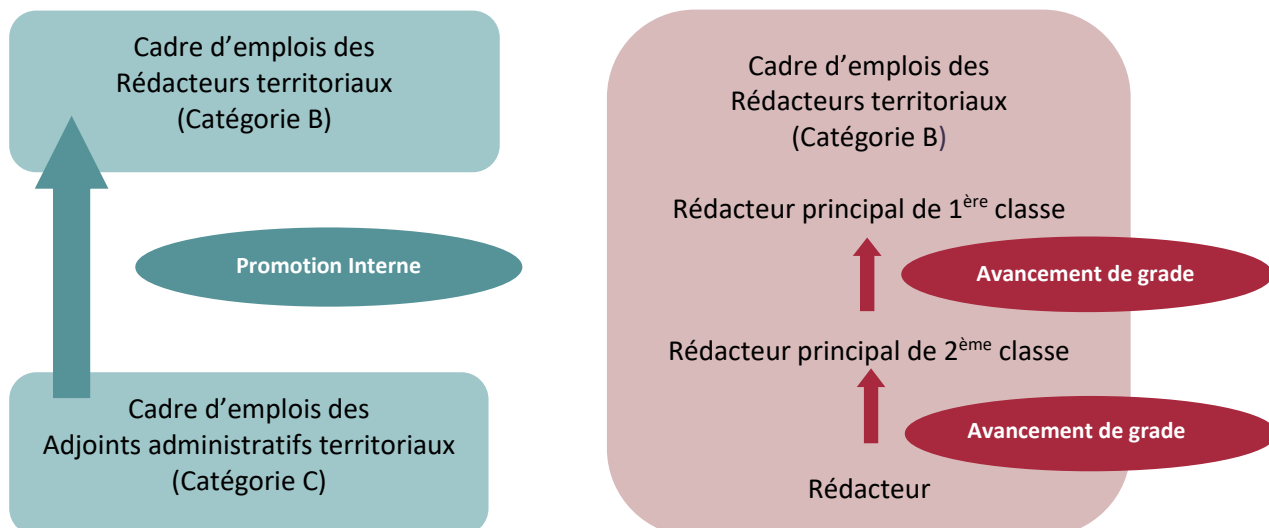 Cadre d’emplois des
Rédacteurs territoriaux
(Catégorie B)
Promotion Interne
Cadre d’emplois des
Adjoints administratifs territoriaux
(Catégorie C)
Cadre d’emplois des
Rédacteurs territoriaux
(Catégorie B)
Rédacteur principal de 1ère classe
Avancement de grade
Rédacteur principal de 2ème classe
Avancement de grade
Rédacteur